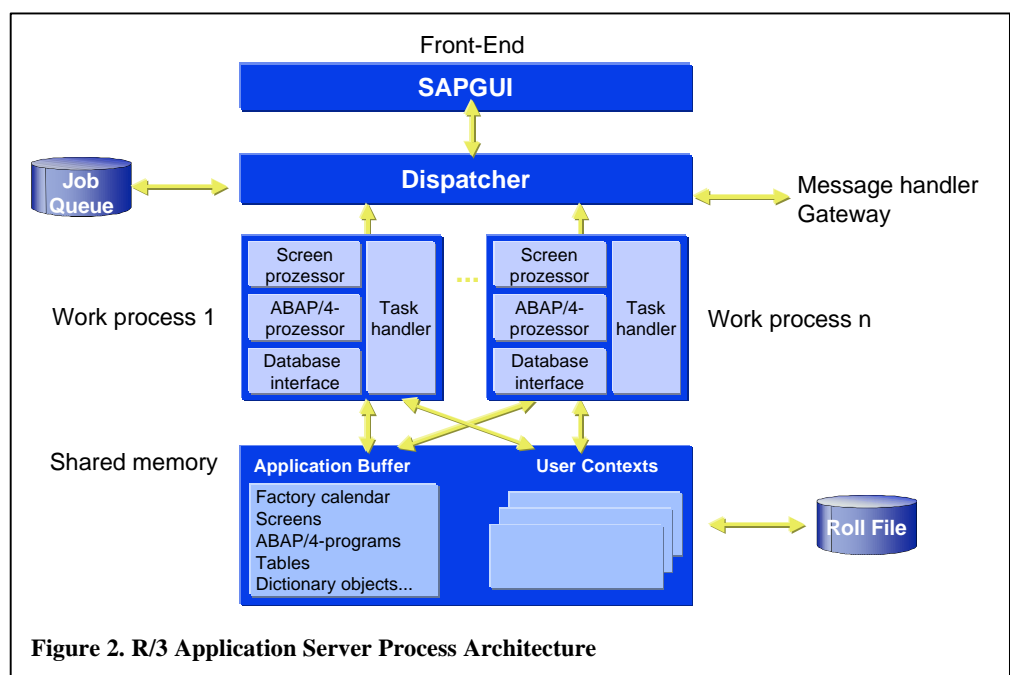 Front-End
SAPGUI
Job
Queue
Dispatcher
Message handler
Gateway
Work process 1
Screen
prozessor
ABAP/4-
prozessor
Database
interface
Task
handler
...
Screen
prozessor
ABAP/4-
prozessor
Database
interface
Task
handler
Work process n
Shared memory
Application Buffer
Factory calendar
Screens
ABAP/4-programs
Tables
Dictionary objects...
User Contexts
Roll File
Figure 2. R/3 Application Server Process Architecture